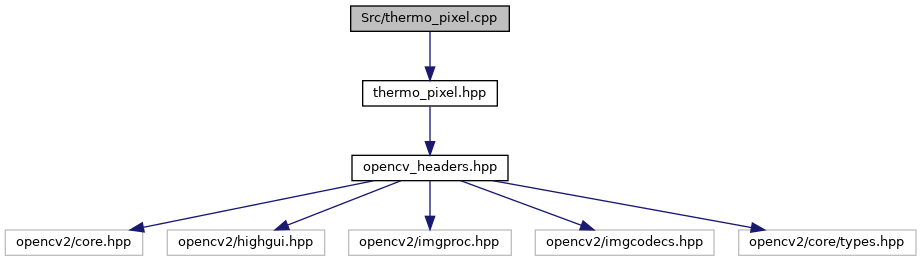 Src/thermo_pixel.cpp
thermo_pixel.hpp
opencv_headers.hpp
opencv2/core.hpp
opencv2/highgui.hpp
opencv2/imgproc.hpp
opencv2/imgcodecs.hpp
opencv2/core/types.hpp